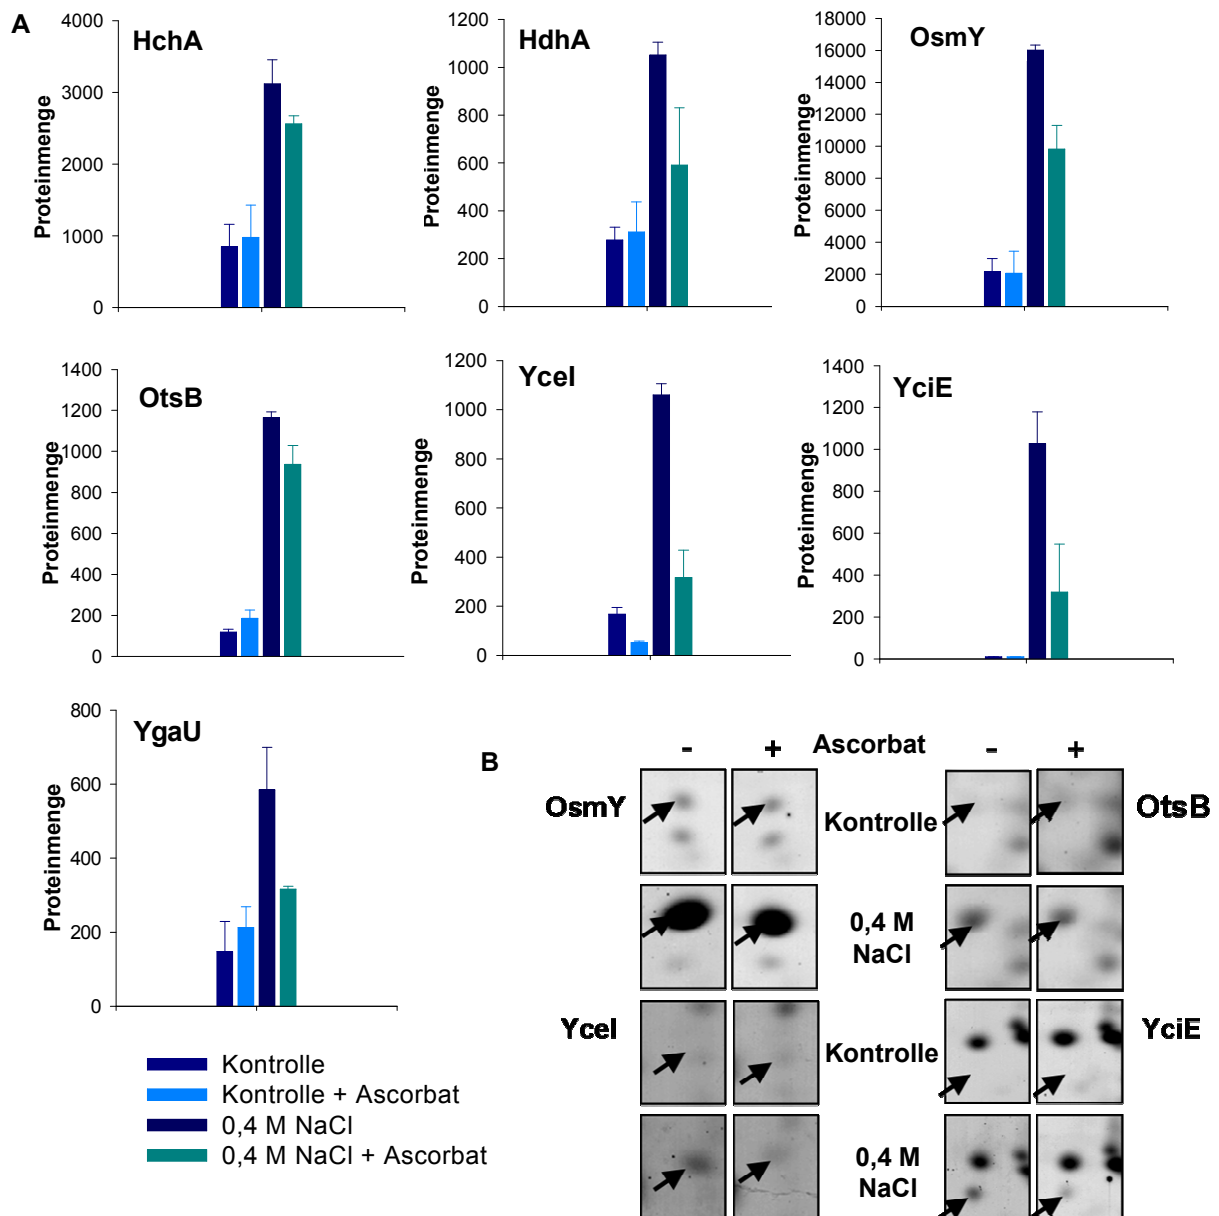 A
HchA
Proteinmenge
4000
3000
2000
1000
0
HdhA
Proteinmenge
1200
1000
800
600
400
200
0
OsmY
Proteinmenge
18000
16000
14000
12000
10000
8000
6000
4000
2000
0
OtsB
Proteinmenge
1400
1200
1000
800
600
400
200
0
YceI
Proteinmenge
1200
1000
800
600
400
200
0
YciE
Proteinmenge
1400
1200
1000
800
600
400
200
0
YgaU
Proteinmenge
800
600
400
200
0
Kontrolle
Kontrolle + Ascorbat
0,4 M NaCl
0,4 M NaCl + Ascorbat
B
- + Ascorbat - +
OsmY Kontrolle OtsB
0,4 M
NaCl
YceI Kontrolle YciE
0,4 M
NaCl